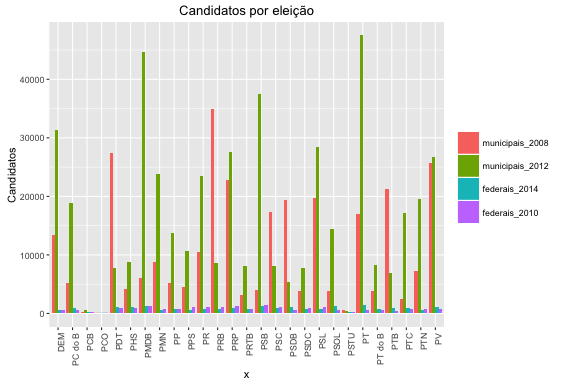 Candidatos por eleição
Candidatos
40000
30000
20000
10000
0
DEM
PC do B
PCB
PCO
PDT
PHS
PMDB
PMN
PP
PPS
PR
PRB
PRP
PRTB
PSB
PSC
PSDB
PSDC
PSL
PSOL
PSTU
PT
PT do B
PTB
PTC
PTN
PV
x
municipais_2008
municipais_2012
federais_2014
federais_2010